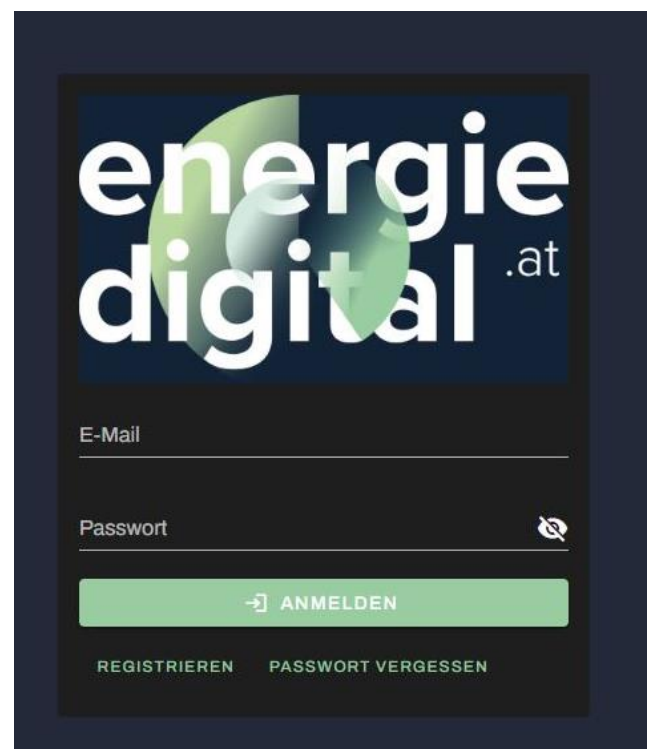 energie
digital .at
E-Mail
Passwort
ANMELDEN
REGISTRIEREN PASSWORT VERGESSEN